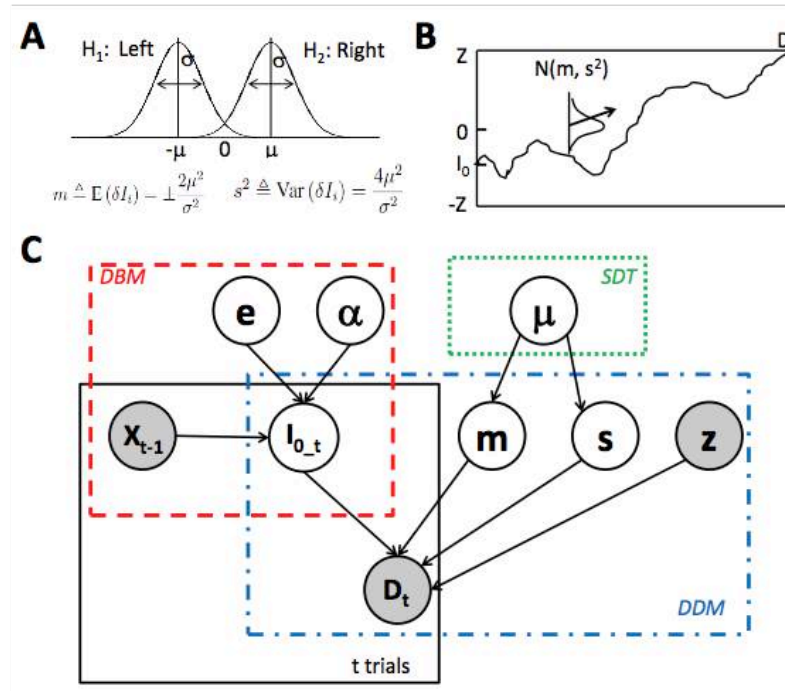 A
H₁: Left
H₂: Right
σ
σ
-μ 0 μ
m ≜ E (δIᵢ) − ⊥ 2μ²/σ² s² ≜ Var (δIᵢ) = 4μ²/σ²
B
Z
D
N(m, s²)
0
I₀
-Z
C
DBM
SDT
e
α
μ
Xₜ₋₁
I₀_ₜ
m
s
z
Dₜ
DDM
t trials